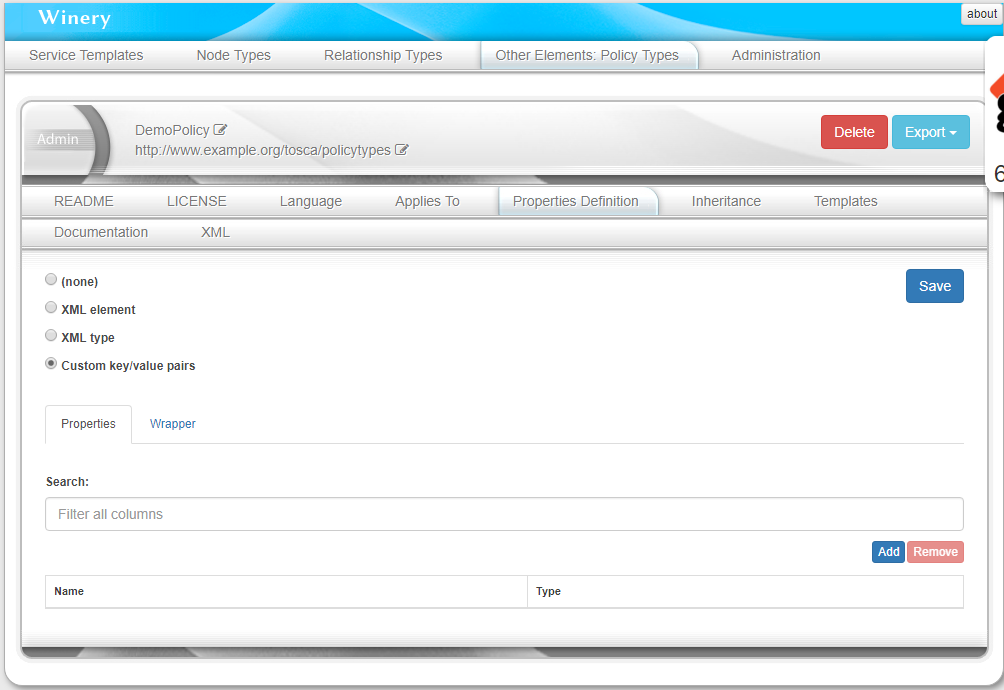 Winery
about
Service Templates Node Types Relationship Types Other Elements: Policy Types Administration
Admin
DemoPolicy
http://www.example.org/tosca/policytypes
Delete Export
6
README LICENSE Language Applies To Properties Definition Inheritance Templates
Documentation XML
(none)
Save
XML element
XML type
Custom key/value pairs
Properties Wrapper
Search:
Filter all columns
Add Remove
Name Type